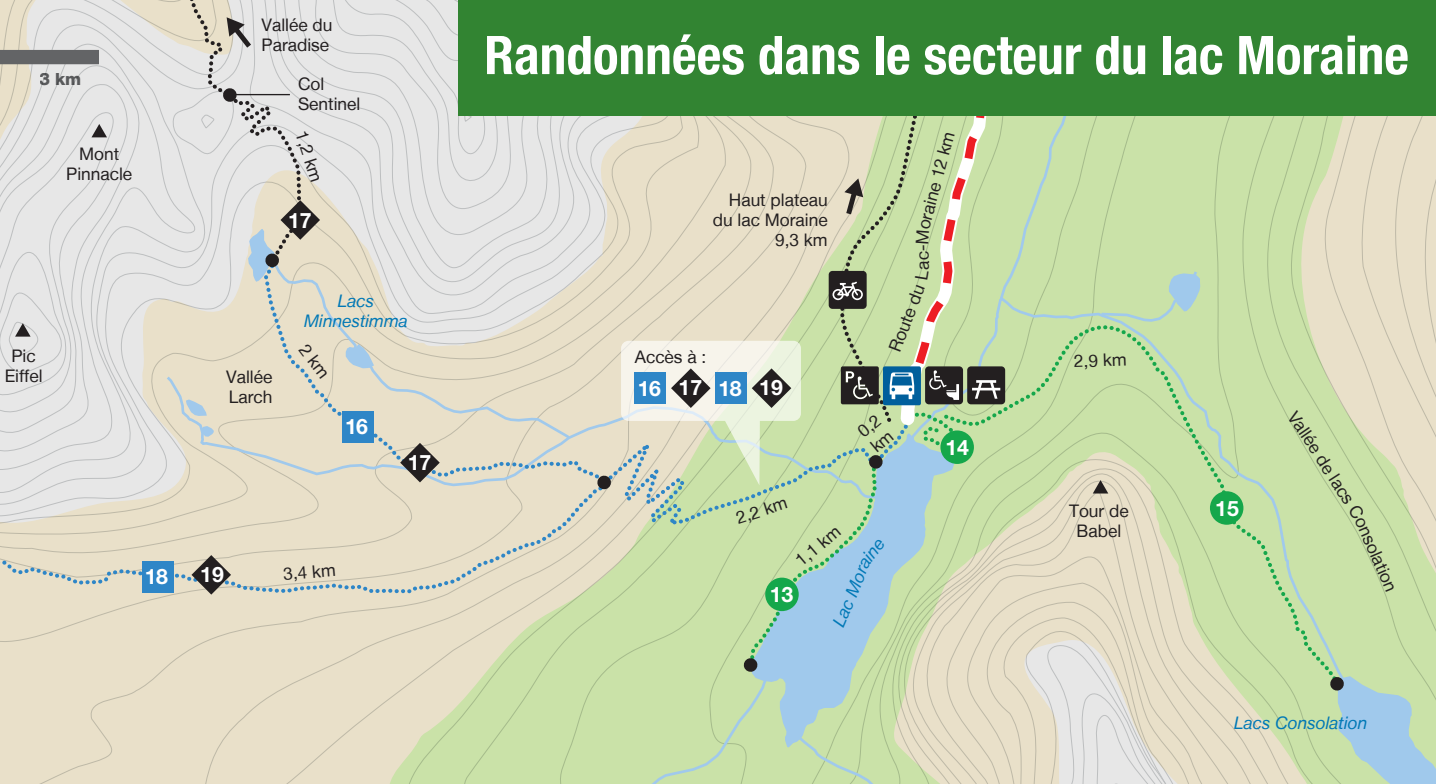 Randonnées dans le secteur du lac Moraine
Vallée du
Paradise
3 km
Col
Sentinel
1,2 km
Mont
Pinnacle
17
Haut plateau
du lac Moraine
9,3 km
Route du Lac-Moraine 12 km
Lacs
Minnestimma
Pic
Eiffel
2 km
Vallée
Larch
Accès à :
16 17 18 19
P
2,9 km
16
17
0,2
km
14
2,2 km
Tour de
Babel
15
Vallée de lacs Consolation
18
19
3,4 km
1,1 km
13
Lac Moraine
Lacs Consolation